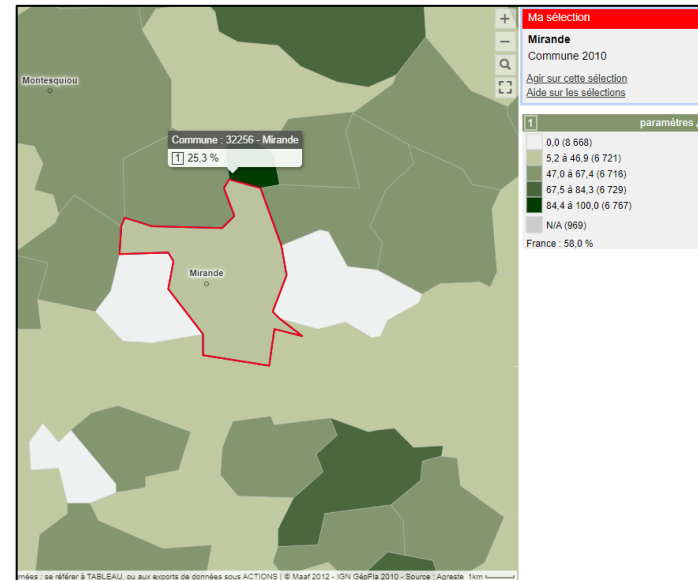 Ma sélection
Mirande
Commune 2010
Agir sur cette sélection
Aide sur les sélections
1 paramètres
0,0 (8 668)
5,2 à 46,9 (6 721)
47,0 à 67,4 (6 716)
67,5 à 84,3 (6 729)
84,4 à 100,0 (6 767)
N/A (969)
France : 58,0 %
Montesquiou
Commune : 32256 - Mirande
1 25,3 %
Mirande
mées : se référer à TABLEAU, ou aux exports de données sous ACTIONS | © Maaf 2012 - IGN GéoFla 2010 - Source : Agreste 1km